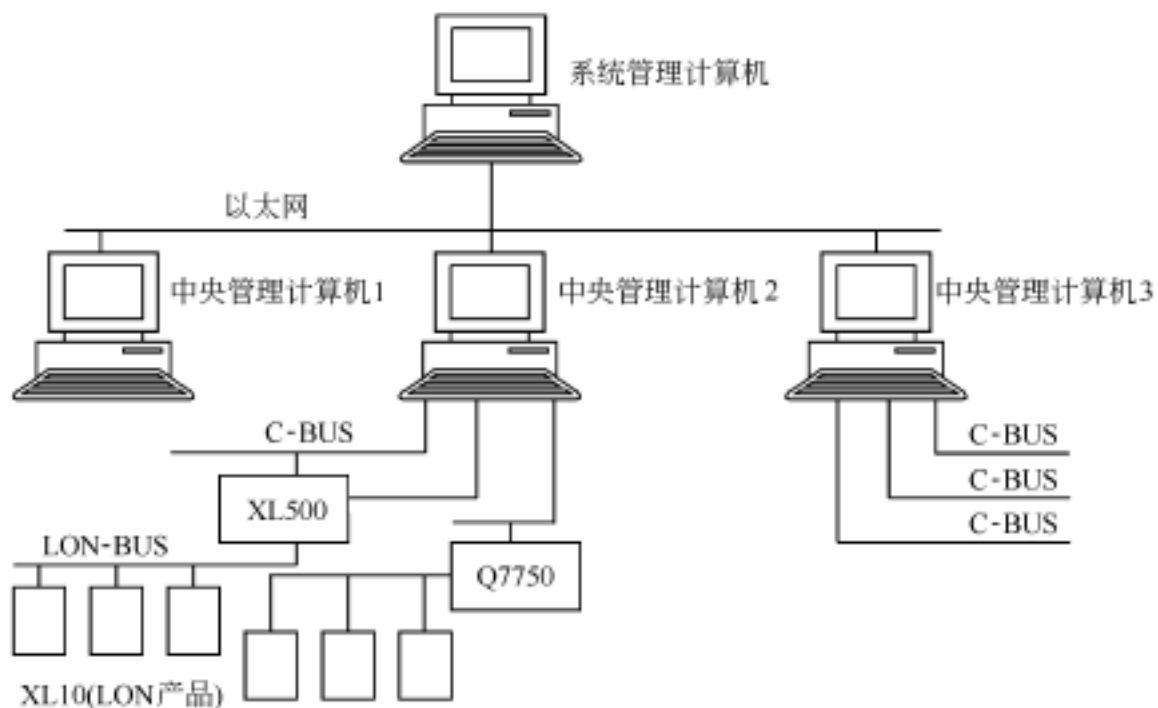 系统管理计算机
以太网
中央管理计算机1
中央管理计算机2
中央管理计算机3
C-BUS
C-BUS
C-BUS
C-BUS
XL500
LON-BUS
Q7750
XL10(LON产品)